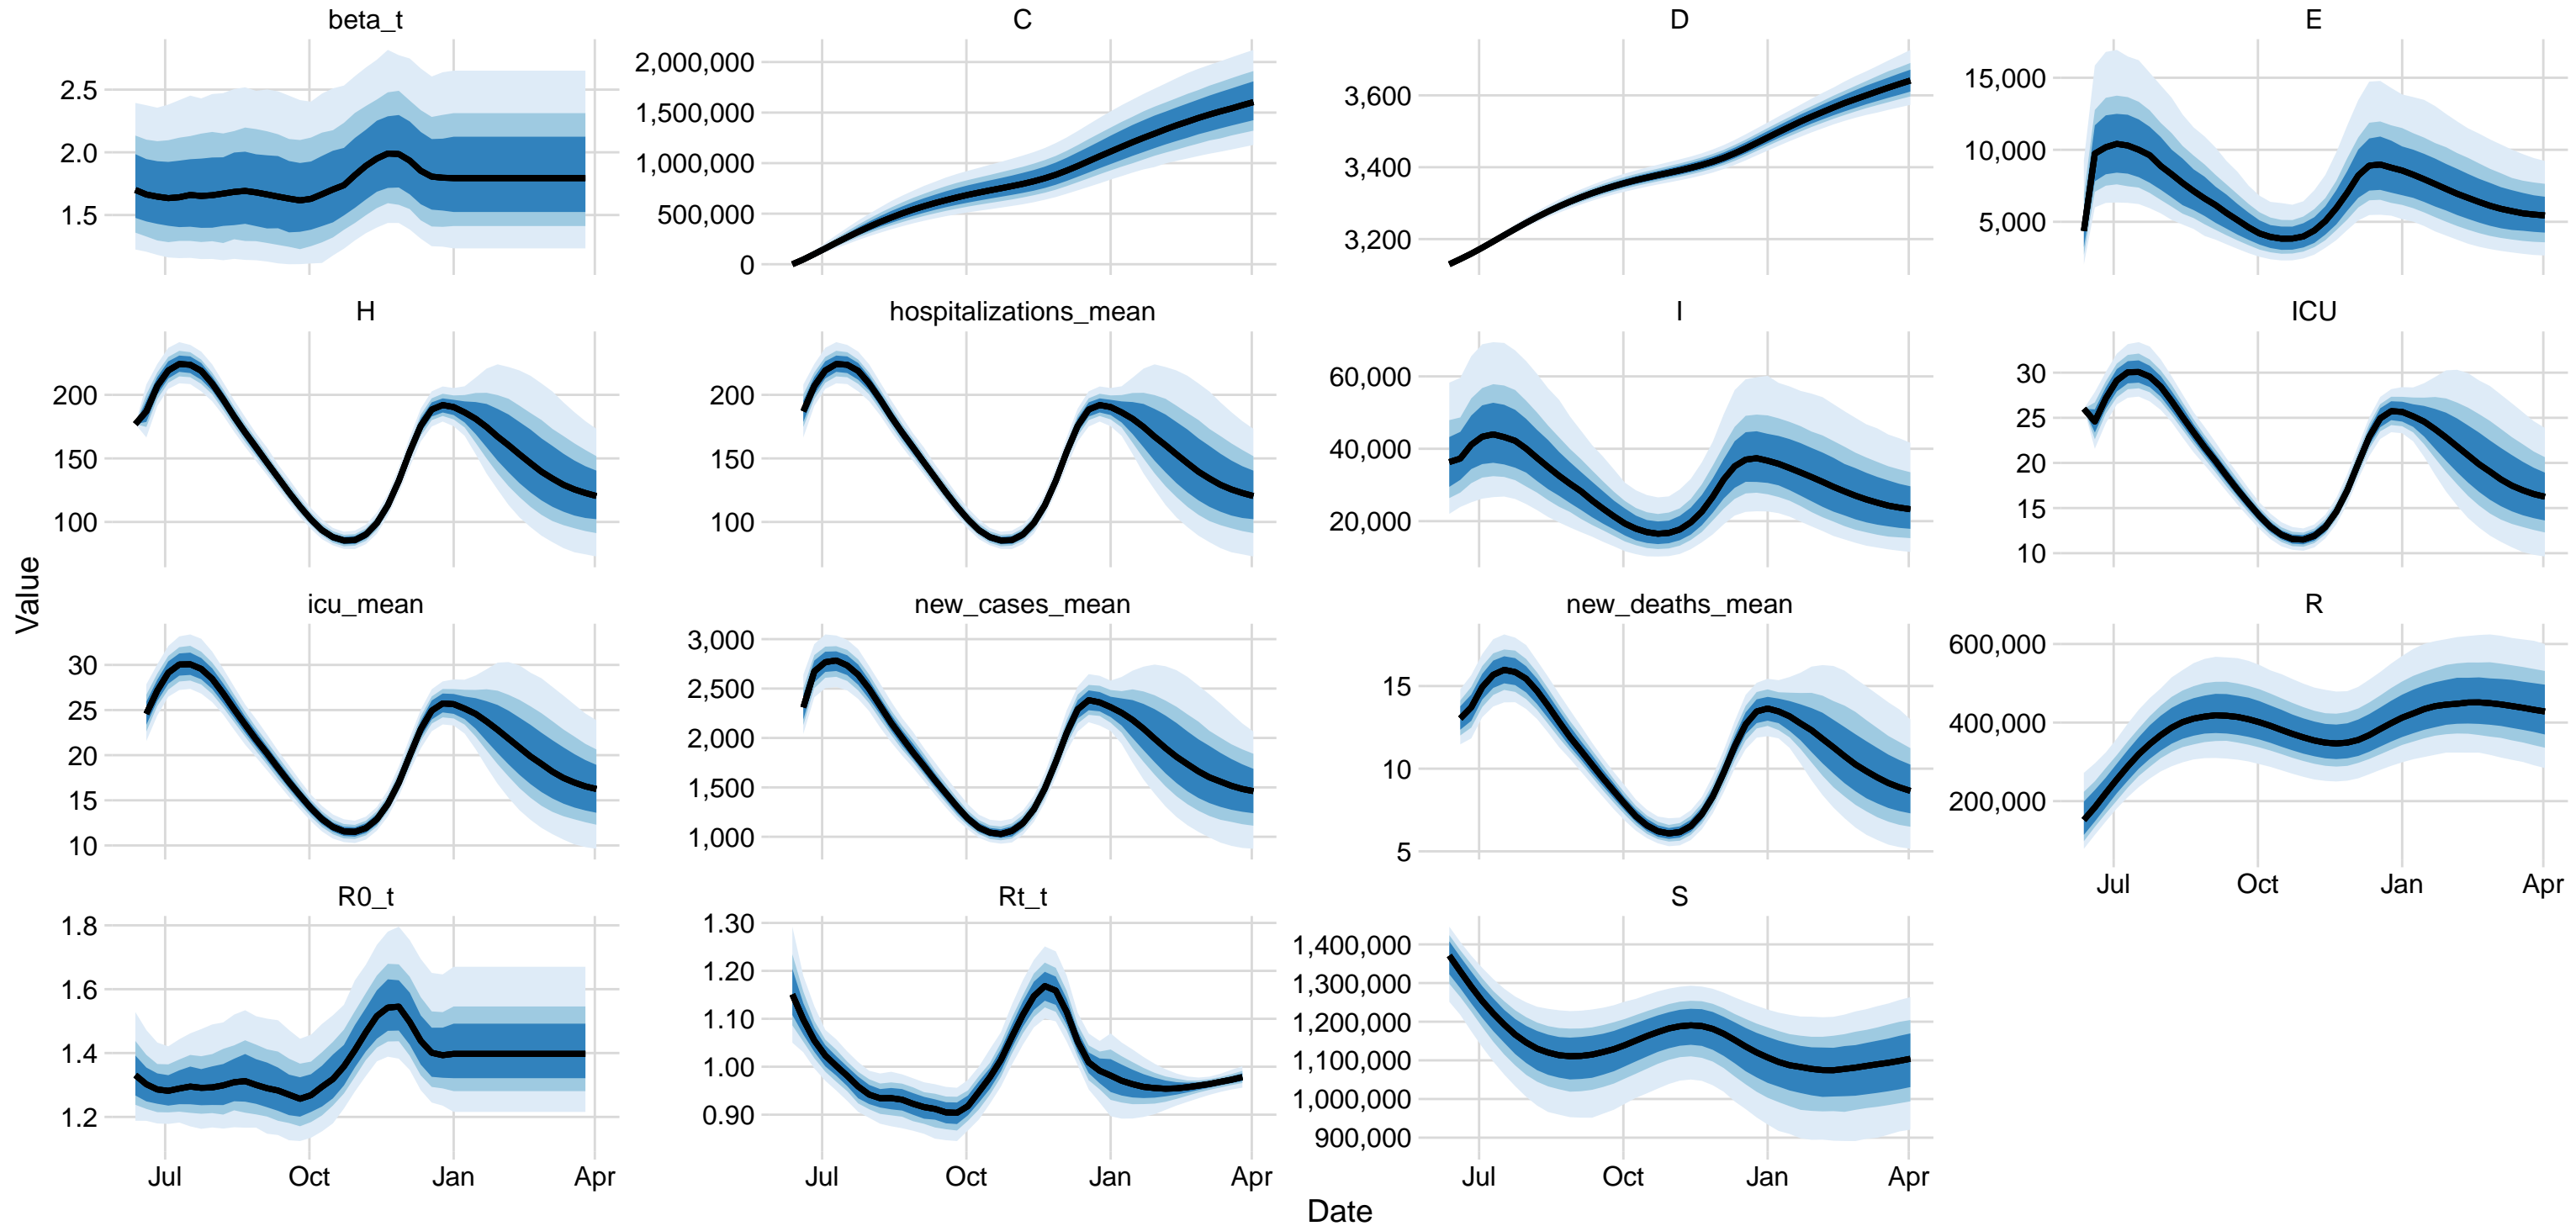 beta_t
C
D
E
2.5
2.0
1.5
2,000,000
1,500,000
1,000,000
500,000
0
3,600
3,400
3,200
15,000
10,000
5,000
H
hospitalizations_mean
I
ICU
200
150
100
200
150
100
60,000
40,000
20,000
30
25
20
15
10
Value
icu_mean
new_cases_mean
new_deaths_mean
R
30
25
20
15
10
3,000
2,500
2,000
1,500
1,000
15
10
5
600,000
400,000
200,000
Jul Oct Jan Apr
R0_t
Rt_t
S
1.8
1.6
1.4
1.2
1.30
1.20
1.10
1.00
0.90
1,400,000
1,300,000
1,200,000
1,100,000
1,000,000
900,000
Jul Oct Jan Apr
Jul Oct Jan Apr
Jul Oct Jan Apr
Date